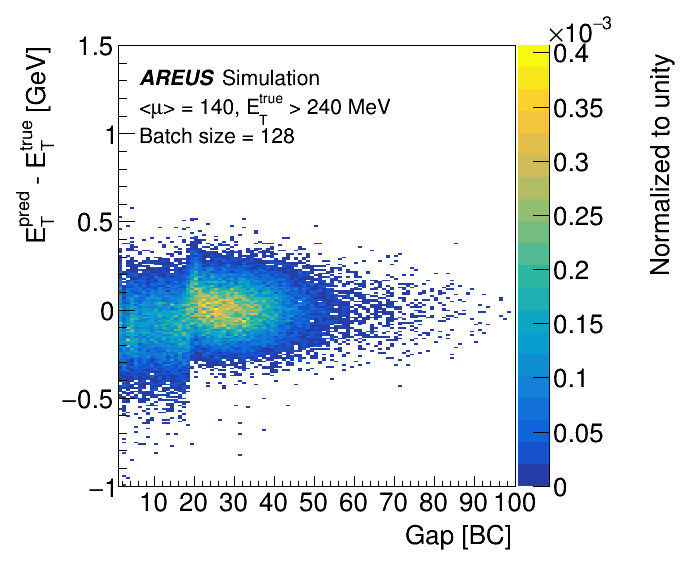 ×10⁻³
1.5
1
0.5
0
−0.5
−1
E_T^pred - E_T^true [GeV]
AREUS Simulation
<μ> = 140, E_T^true > 240 MeV
Batch size = 128
10 20 30 40 50 60 70 80 90 100
Gap [BC]
0.4
0.35
0.3
0.25
0.2
0.15
0.1
0.05
0
Normalized to unity